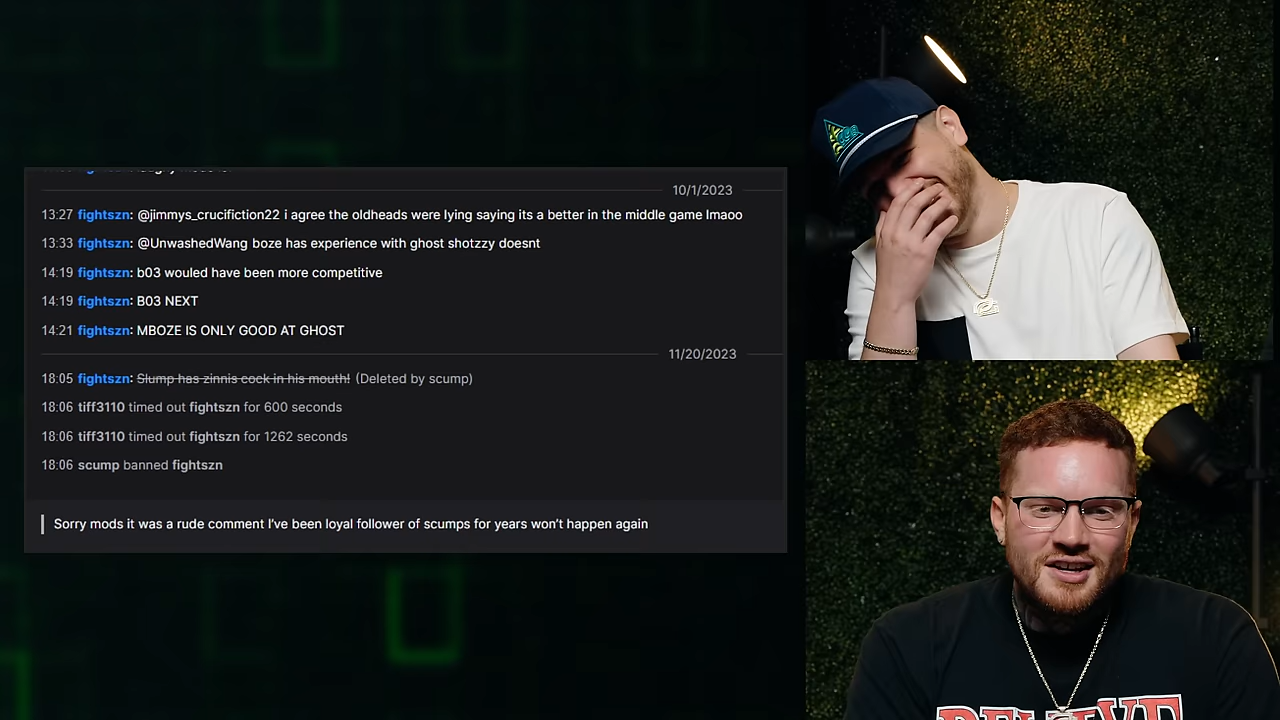 10/1/2023
13:27 fightszn: @jimmys_crucifiction22 i agree the oldheads were lying saying its a better in the middle game lmaoo
13:33 fightszn: @UnwashedWang boze has experience with ghost shotzzy doesnt
14:19 fightszn: b03 wouled have been more competitive
14:19 fightszn: B03 NEXT
14:21 fightszn: MBOZE IS ONLY GOOD AT GHOST
11/20/2023
18:05 fightszn: Slump has zinnis cock in his mouth! (Deleted by scump)
18:06 tiff3110 timed out fightszn for 600 seconds
18:06 tiff3110 timed out fightszn for 1262 seconds
18:06 scump banned fightszn
Sorry mods it was a rude comment I've been loyal follower of scumps for years won't happen again